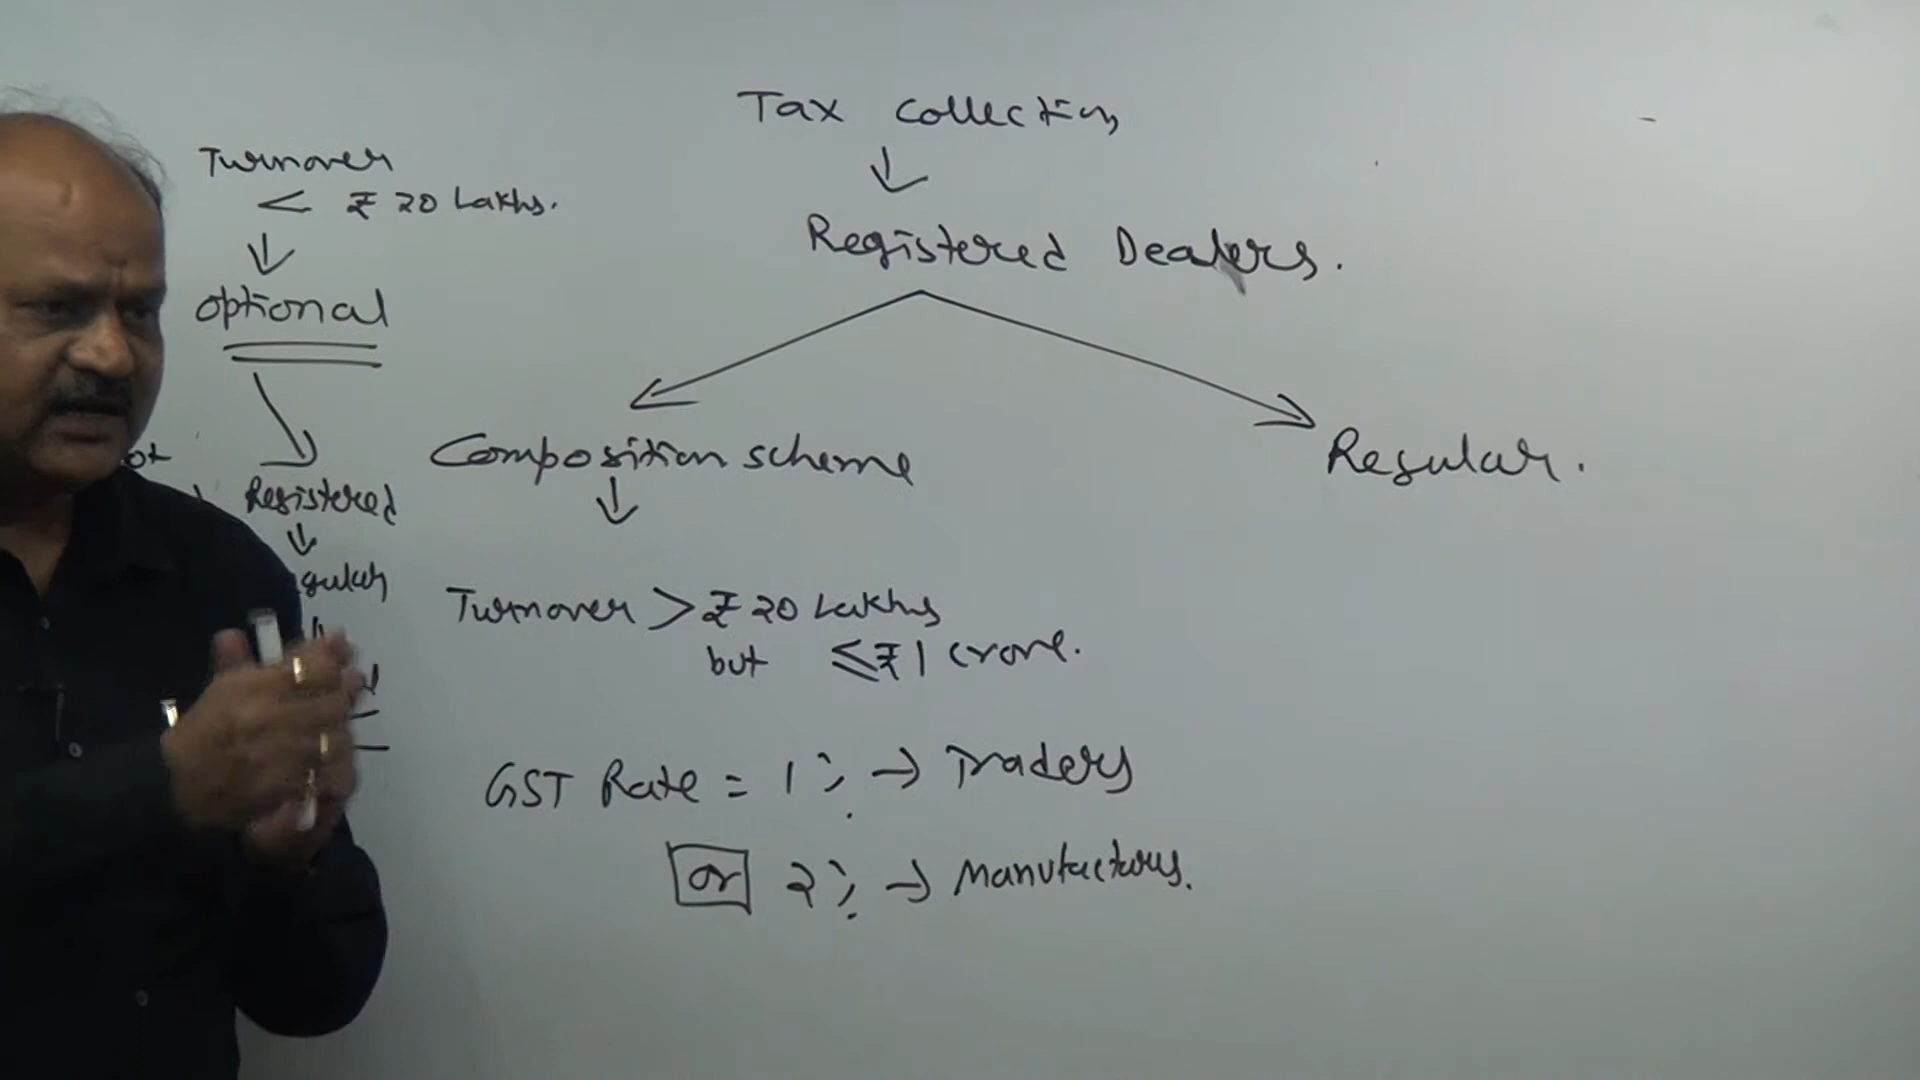 Tax Collection
Registered Dealers.
Turnover
< ₹ 20 Lakhs.
optional
Registered
Composition scheme
Regular.
Turnover > ₹ 20 Lakhs
but ≤ ₹ 1 crore.
GST Rate = 1% → Traders
or 2% → Manufacturers.